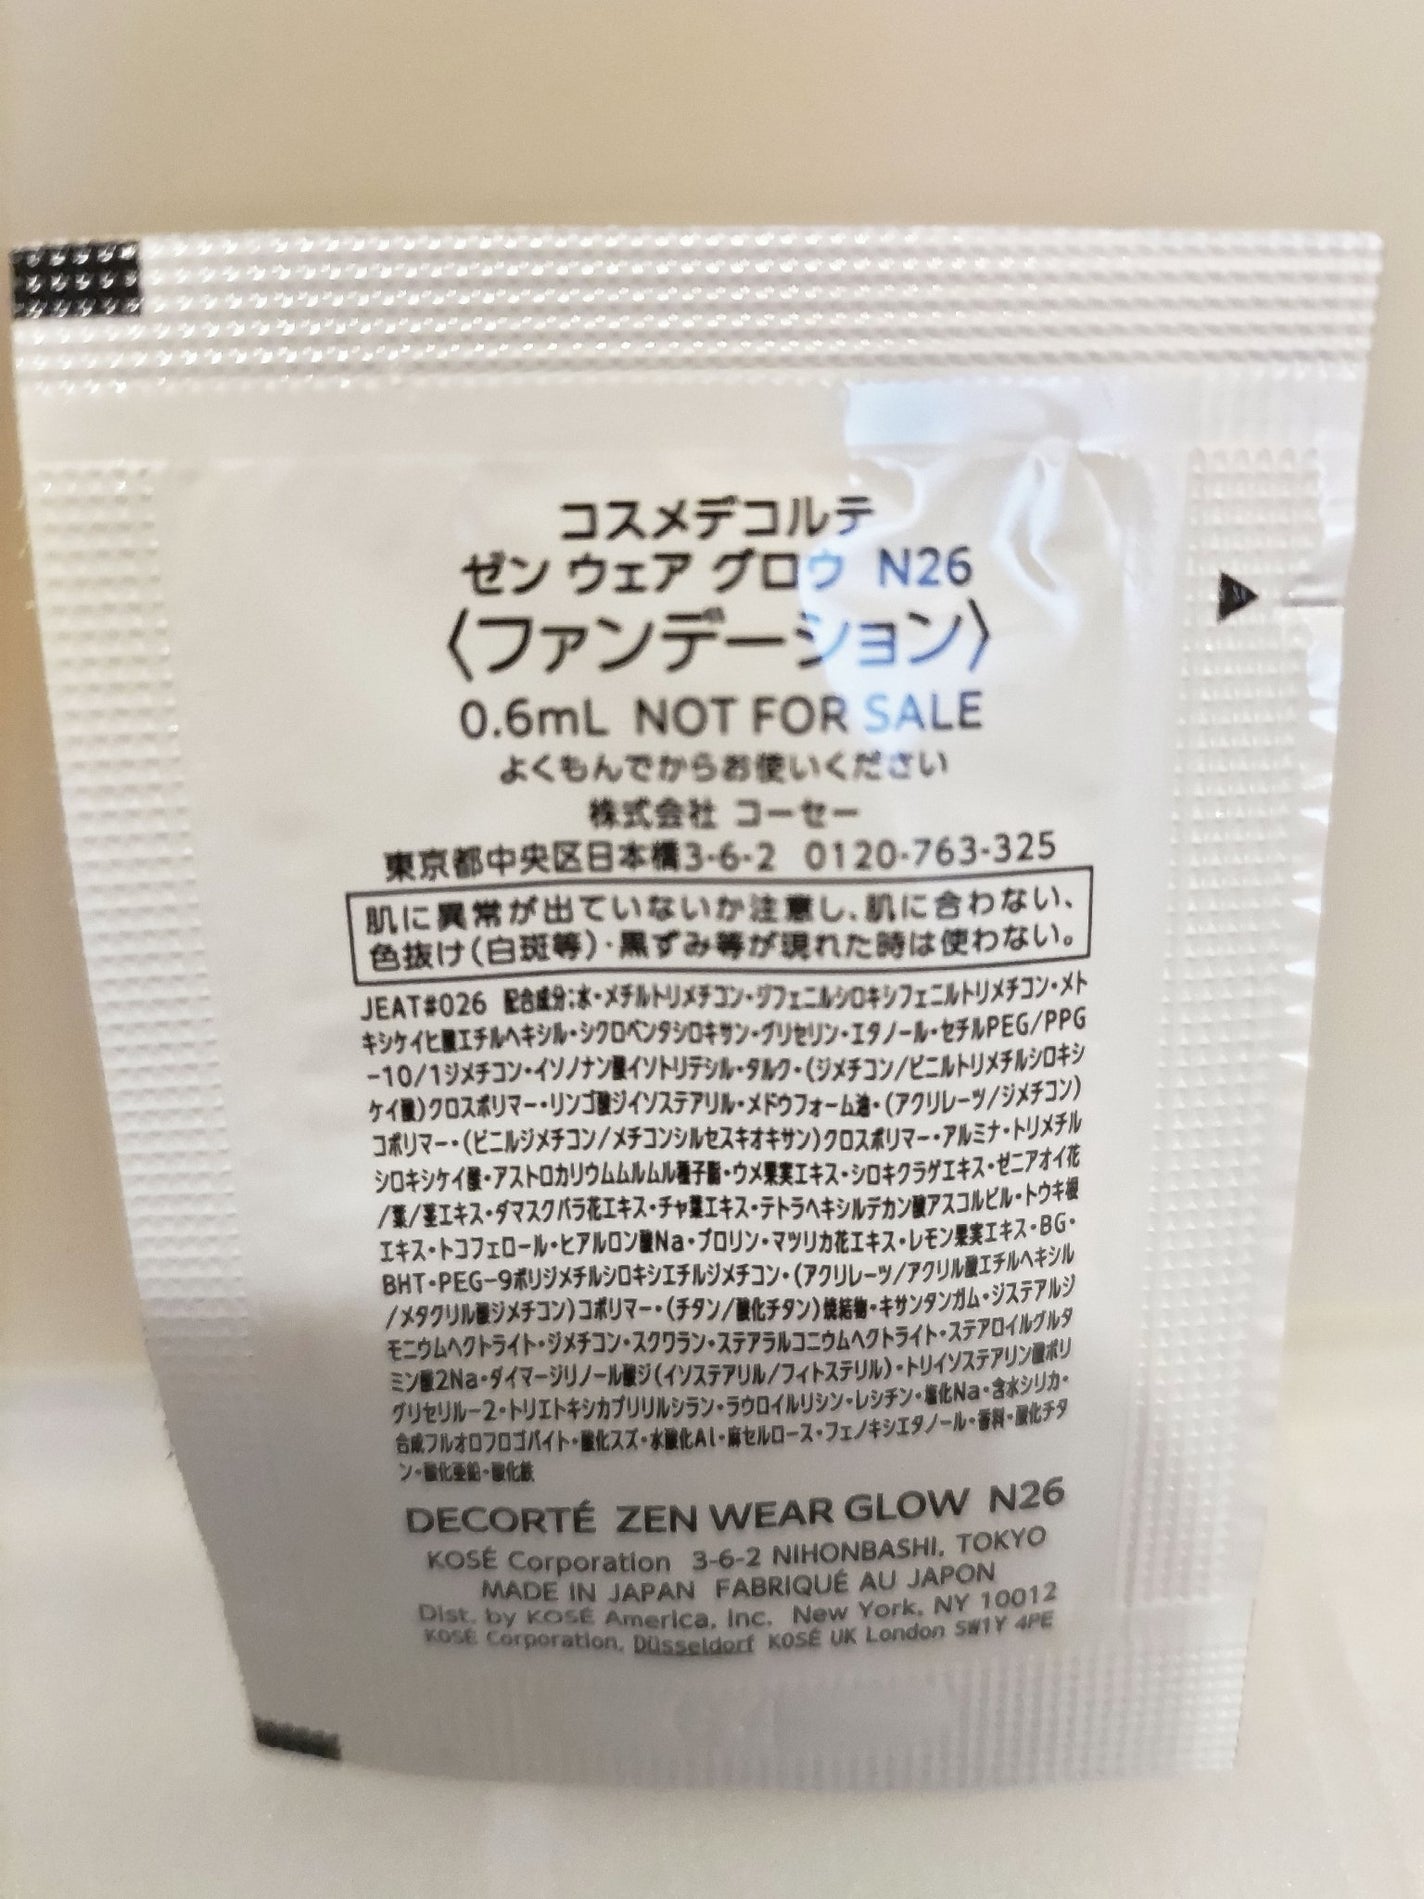 コスメデコルテ
ゼン ウェア グロウ N26
〈ファンデーション〉
0.6mL NOT FOR SALE
よくもんでからお使いください
株式会社 コーセー
東京都中央区日本橋3-6-2 0120-763-325
肌に異常が出ていないか注意し、肌に合わない、
色抜け(白斑等)・黒ずみ等が現れた時は使わない。
JEAT#026 配合成分:水・メチルトリメチコン・ジフェニルシロキシフェニルトリメチコン・メト
キシケイヒ酸エチルヘキシル・シクロペンタシロキサン・グリセリン・エタノール・セチルPEG/PPG
-10/1ジメチコン・イソノナン酸イソトリデシル・タルク・(ジメチコン/ビニルトリメチルシロキシ
ケイ酸)クロスポリマー・リンゴ酸ジイソステアリル・メドウフォーム油・(アクリレーツ/ジメチコン)
コポリマー・(ビニルジメチコン/メチコンシルセスキオキサン)クロスポリマー・アルミナ・トリメチル
シロキシケイ酸・アストロカリウムムルムル種子脂・ウメ果実エキス・シロキクラゲエキス・ゼニアオイ花
/葉/茎エキス・ダマスクバラ花エキス・チャ葉エキス・テトラヘキシルデカン酸アスコルビル・トウキ根
エキス・トコフェロール・ヒアルロン酸Na・プロリン・マツリカ花エキス・レモン果実エキス・BG・
BHT・PEG-9ポリジメチルシロキシエチルジメチコン・(アクリレーツ/アクリル酸エチルヘキシル
/メタクリル酸ジメチコン)コポリマー・(チタン/酸化チタン)焼結物・キサンタンガム・ジステアルジ
モニウムヘクトライト・ジメチコン・スクワラン・ステアラルコニウムヘクトライト・ステアロイルグルタ
ミン酸2Na・ダイマージリノール酸ジ(イソステアリル/フィトステリル)・トリイソステアリン酸ポリ
グリセリル-2・トリエトキシカプリリルシラン・ラウロイルリシン・レシチン・塩化Na・含水シリカ・
合成フルオロフロゴパイト・酸化スズ・水酸化Al・麻セルロース・フェノキシエタノール・香料・酸化チタ
ン・酸化亜鉛・酸化鉄
DECORTÉ ZEN WEAR GLOW N26
KOSÉ Corporation 3-6-2 NIHONBASHI, TOKYO
MADE IN JAPAN FABRIQUÉ AU JAPON
Dist. by KOSÉ America, Inc. New York, NY 10012
KOSÉ Corporation, Düsseldorf KOSÉ UK London SW1Y 4PE